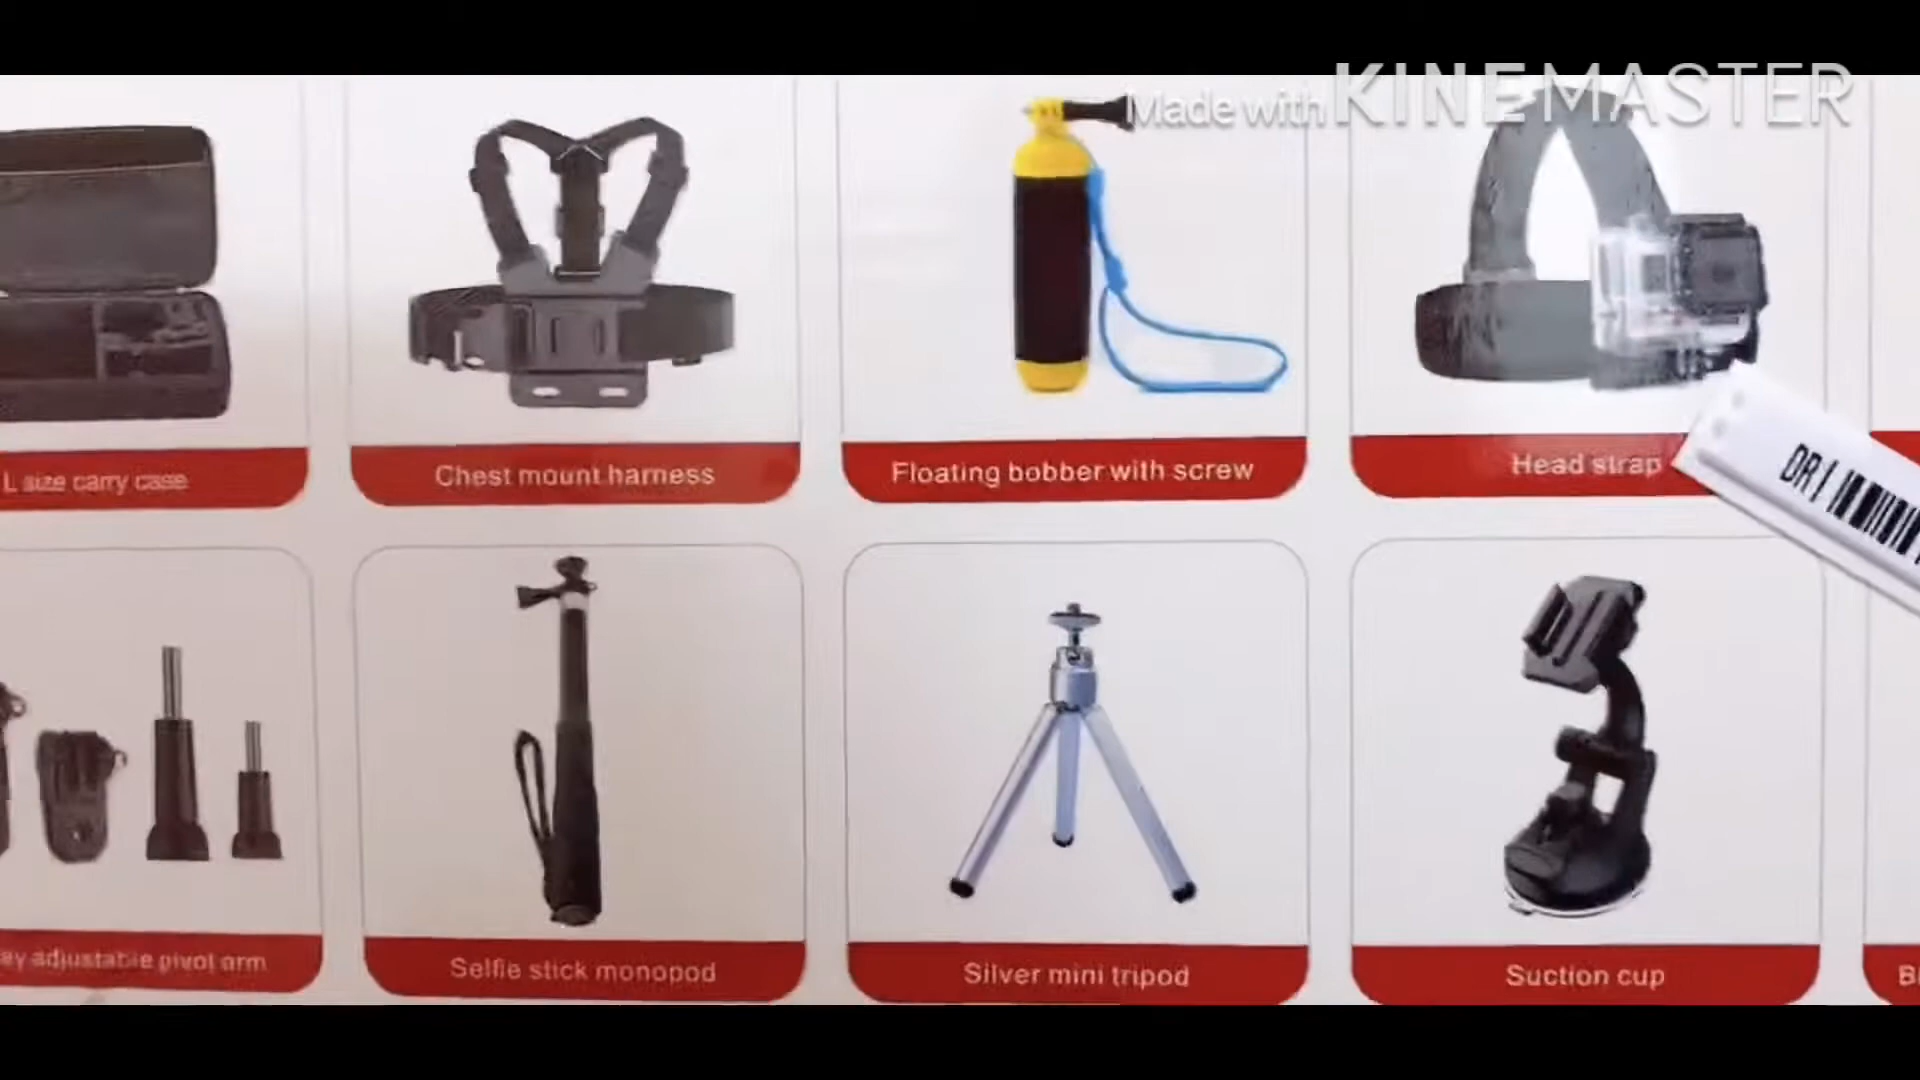 Made with KINEMASTER
L size carry case
Chest mount harness
Floating bobber with screw
Head strap
DRI
adjustable pivot arm
Selfie stick monopod
Silver mini tripod
Suction cup